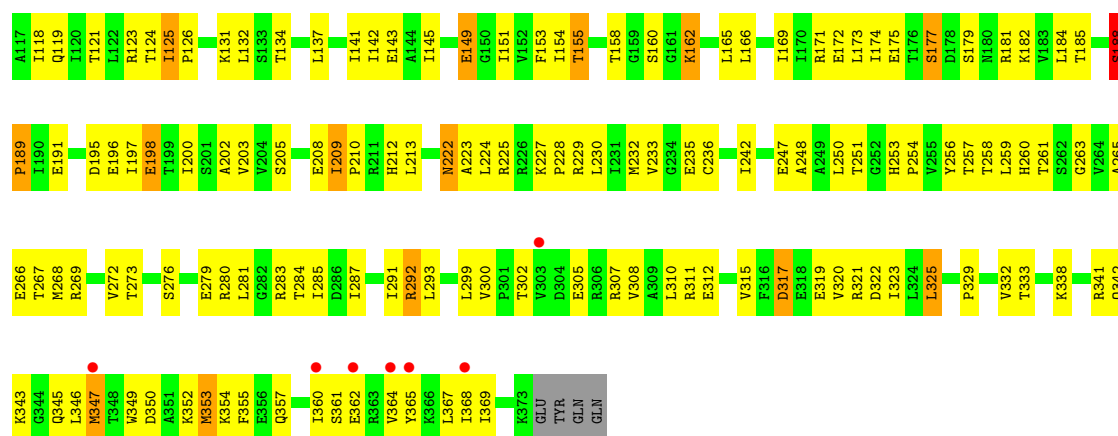 A117 I118 Q119 I120 T121 L122 R123 T124 I125 P126 K131 L132 S133 T134 L137 I141 I142 E143 A144 I145 E149 G150 I151 V152 F153 I154 T155 T158 G159 S160 G161 K162 L165 L166 I169 I170 R171 E172 L173 I174 E175 T176 S177 D178 S179 N180 R181 K182 V183 L184 T185 S188
P189 I190 E191 D195 E196 I197 E198 T199 I200 S201 A202 V203 V204 S205 E208 I209 P210 R211 H212 L213 N222 A223 L224 R225 R226 K227 P228 R229 L230 I231 M232 V233 G234 E235 C236 I242 E247 A248 A249 L250 T251 G252 H253 P254 V255 Y256 T257 T258 L259 H260 T261 S262 G263 V264 A265
E266 T267 M268 R269 V272 T273 S276 E279 R280 L281 G282 R283 T284 I285 D286 I287 I291 R292 L293 L299 V300 P301 T302 V303 D304 E305 R306 R307 V308 A309 L310 R311 E312 V315 F316 D317 E318 E319 V320 R321 D322 I323 L324 L325 P329 V332 T333 K338 R341 Q342
K343 G344 Q345 L346 M347 T348 W349 D350 A351 K352 M353 K354 F355 E356 Q357 I360 S361 E362 R363 V364 Y365 K366 L367 I368 I369 K373 GLU TYR GLN GLN